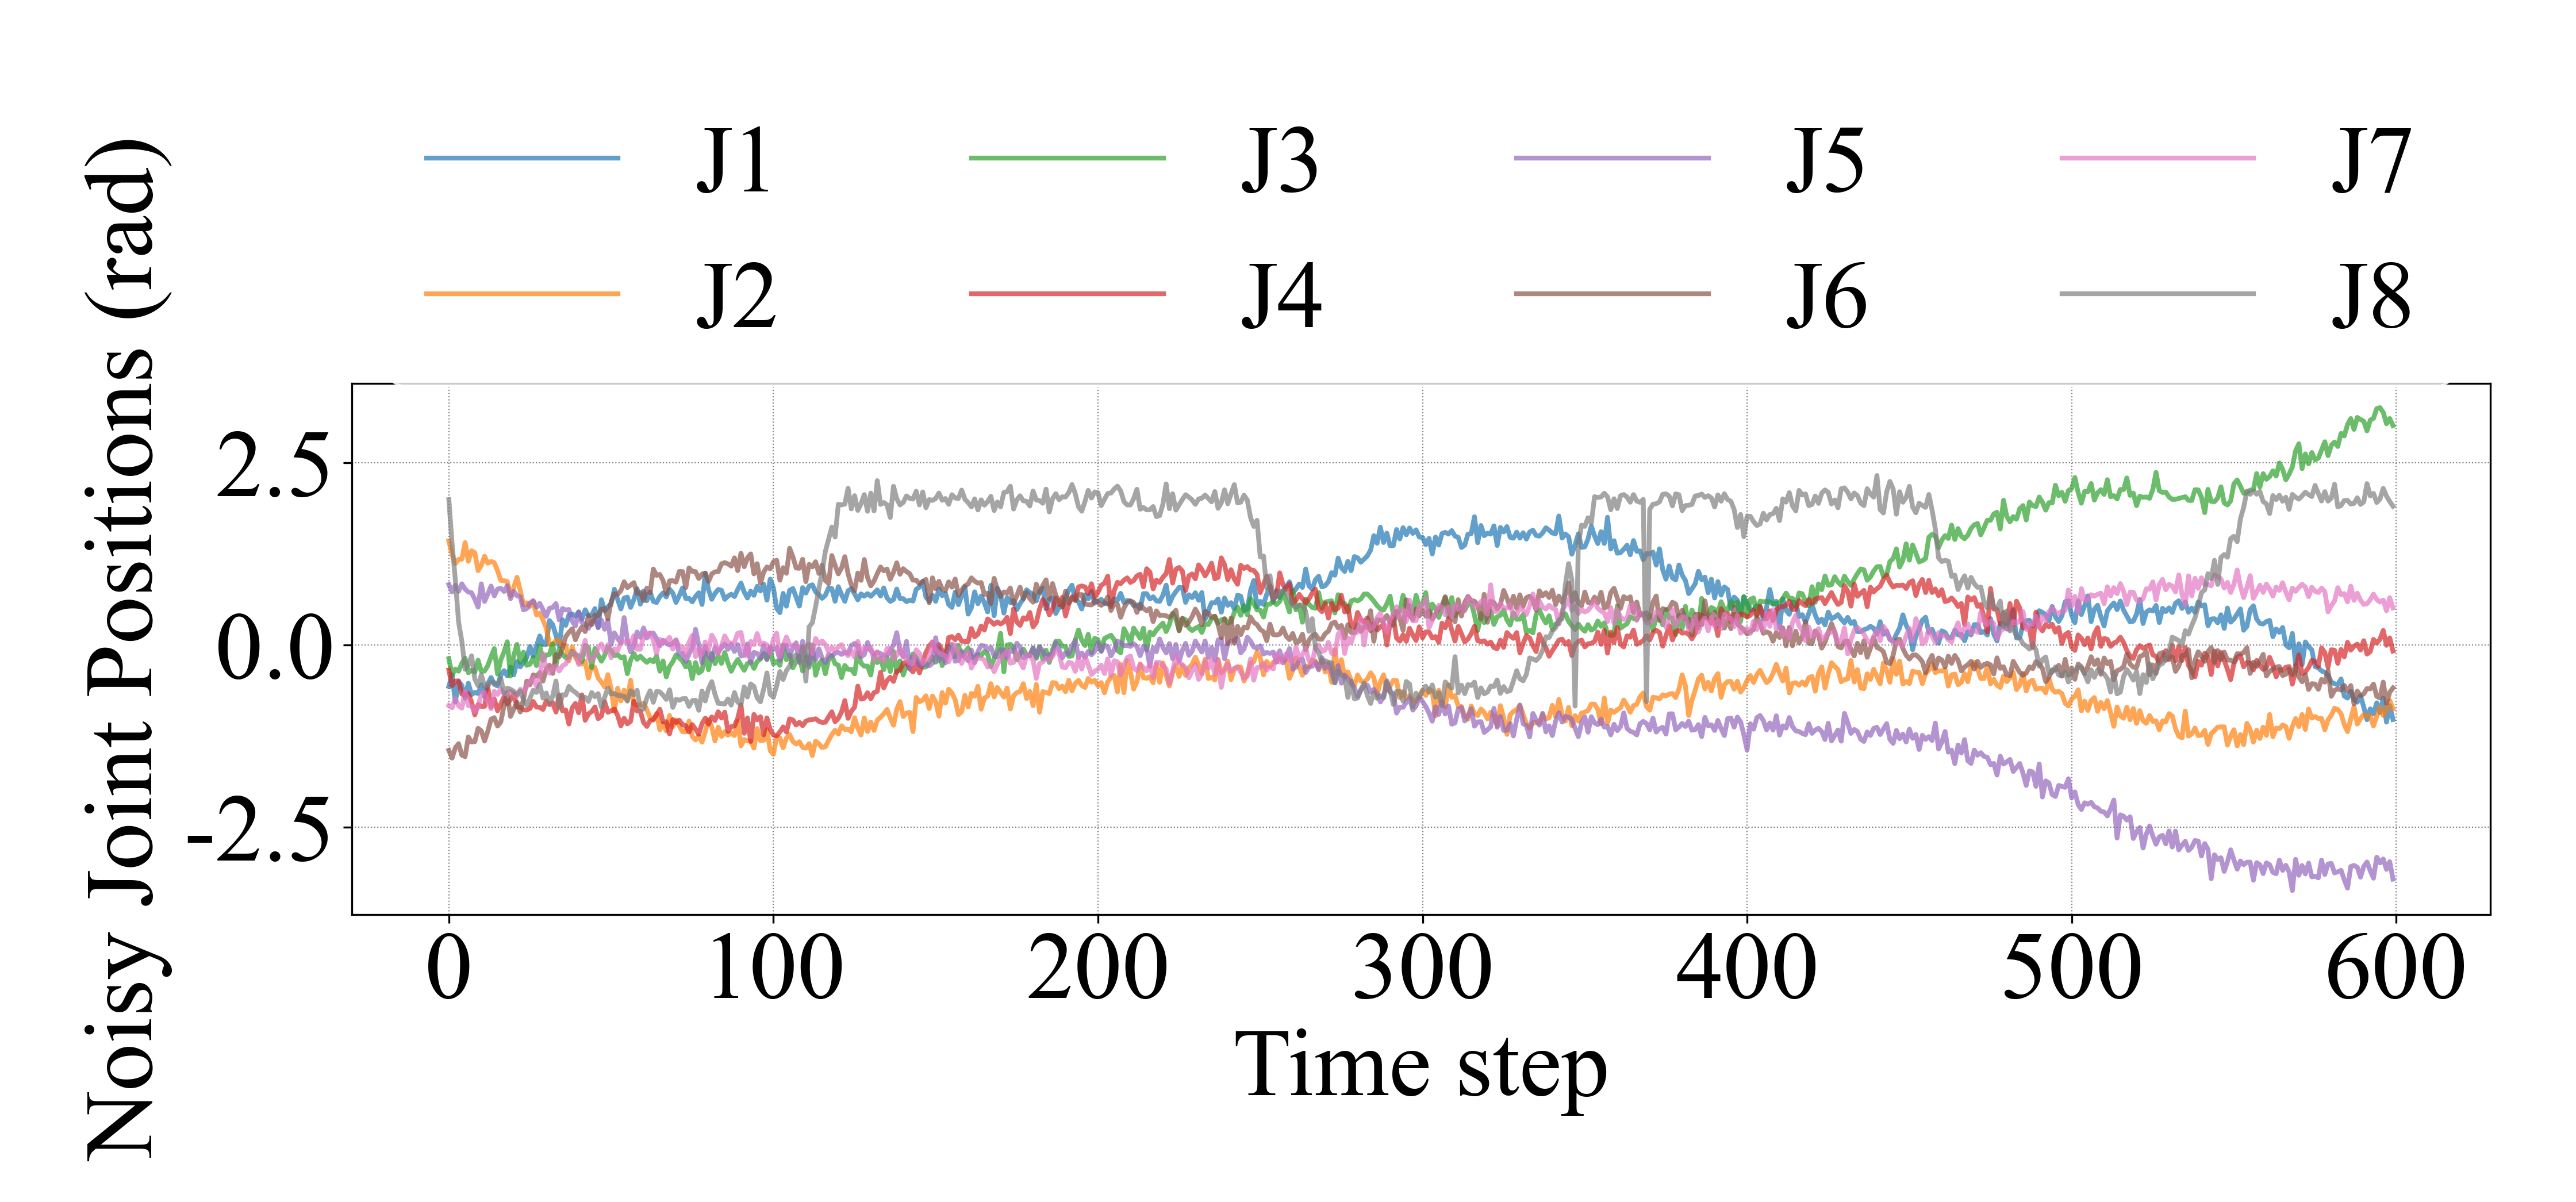 J1 J3 J5 J7
J2 J4 J6 J8
Noisy Joint Positions (rad)
2.5
0.0
-2.5
0 100 200 300 400 500 600
Time step